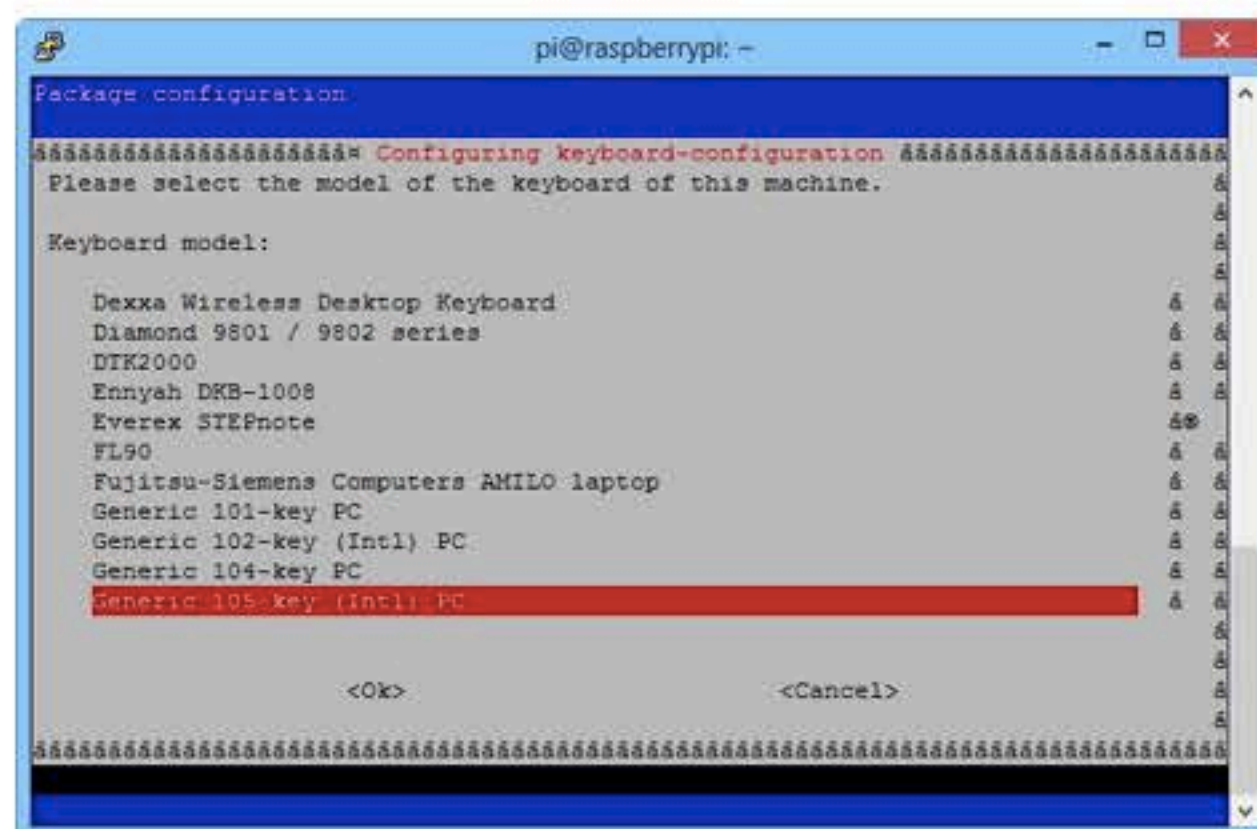 pi@raspberrypi: ~
Package configuration
Configuring keyboard-configuration
Please select the model of the keyboard of this machine.
Keyboard model:
Dexxa Wireless Desktop Keyboard
Diamond 9801 / 9802 series
DTK2000
Ennyah DKB-1008
Everex STEPnote
FL90
Fujitsu-Siemens Computers AMILO laptop
Generic 101-key PC
Generic 102-key (Intl) PC
Generic 104-key PC
Generic 105-key (Intl) PC
<Ok> <Cancel>